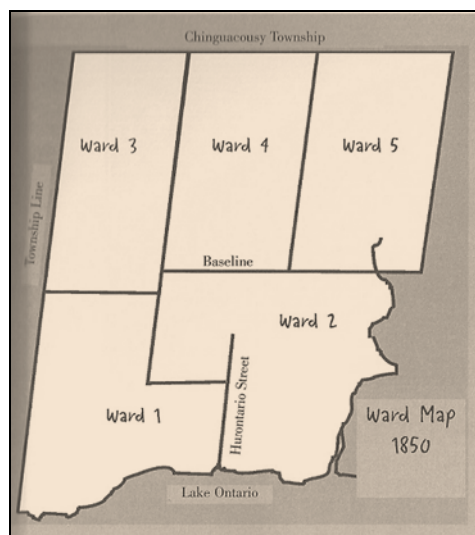 Chinguacousy Township
Ward 3
Ward 4
Ward 5
Township Line
Baseline
Ward 2
Hurontario Street
Ward 1
Ward Map
1850
Lake Ontario